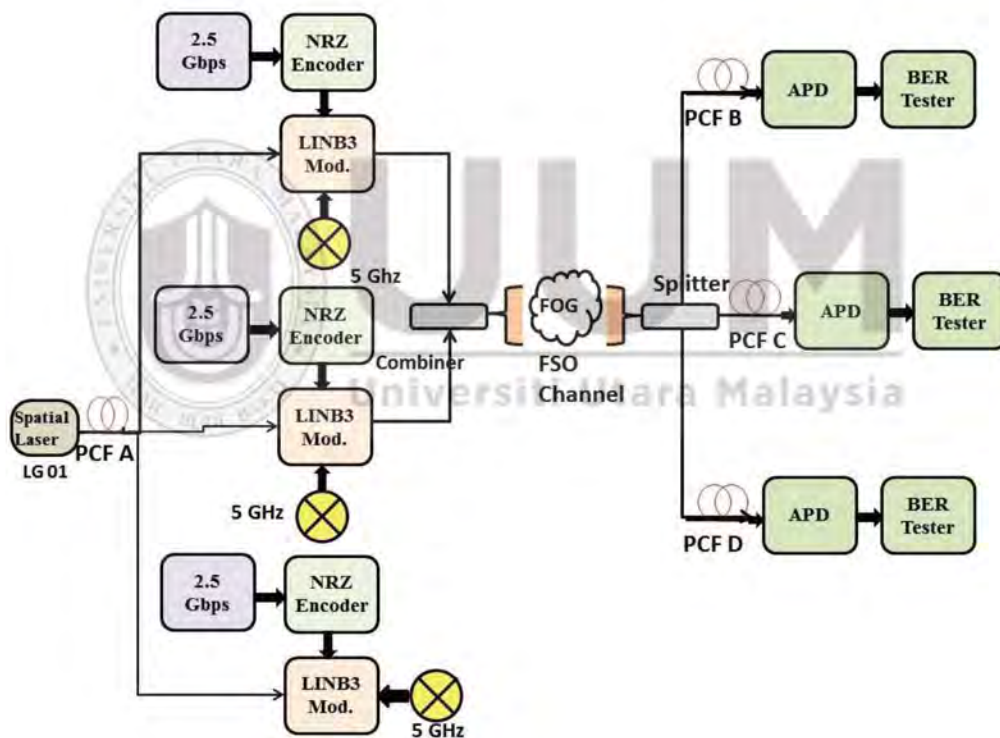 2.5
Gbps
NRZ
Encoder
LINB3
Mod.
5 Ghz
APD
BER
Tester
PCF B
2.5
Gbps
NRZ
Encoder
Combiner
FOG
FSO
Channel
Splitter
PCF C
APD
BER
Tester
UUM
Universiti Utara Malaysia
Spatial
Laser
LG 01
PCF A
LINB3
Mod.
5 GHz
PCF D
APD
BER
Tester
2.5
Gbps
NRZ
Encoder
LINB3
Mod.
5 GHz